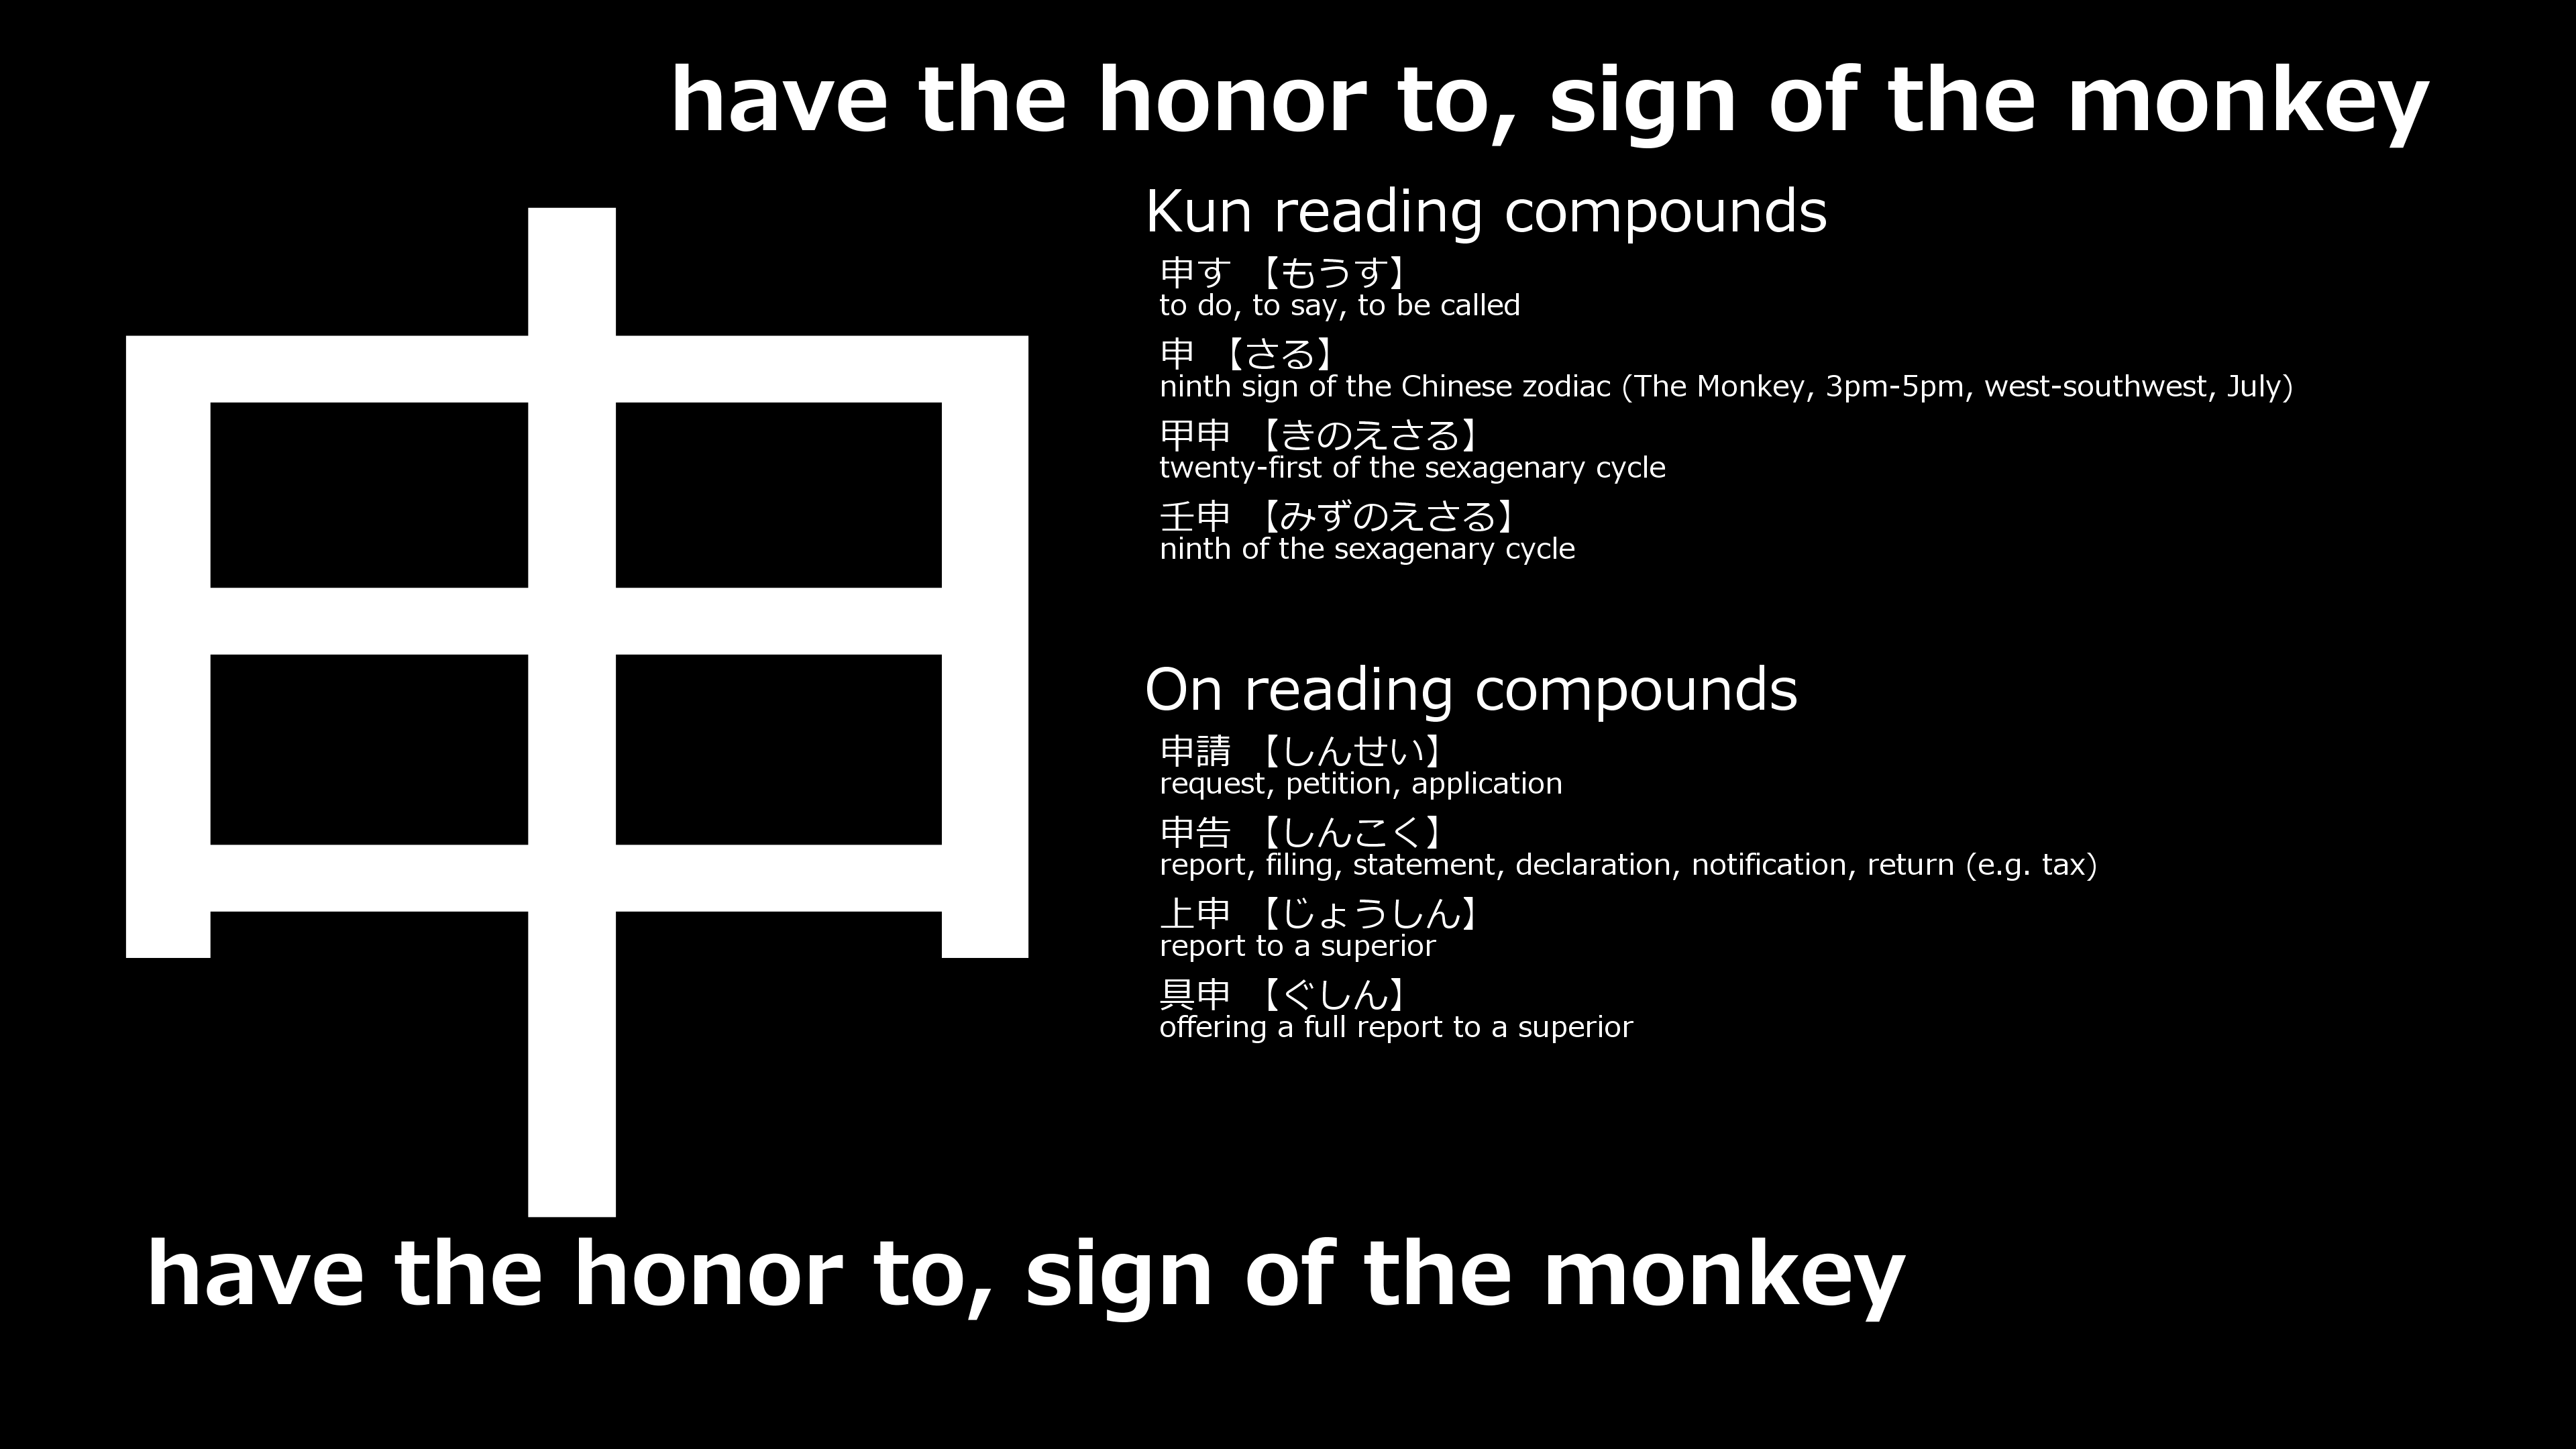 have the honor to, sign of the monkey
申
Kun reading compounds
申す 【もうす】
to do, to say, to be called
申 【さる】
ninth sign of the Chinese zodiac (The Monkey, 3pm-5pm, west-southwest, July)
甲申 【きのえさる】
twenty-first of the sexagenary cycle
壬申 【みずのえさる】
ninth of the sexagenary cycle
On reading compounds
申請 【しんせい】
request, petition, application
申告 【しんこく】
report, filing, statement, declaration, notification, return (e.g. tax)
上申 【じょうしん】
report to a superior
具申 【ぐしん】
offering a full report to a superior
have the honor to, sign of the monkey